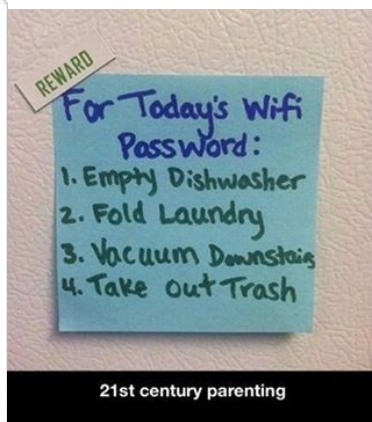 REWARD
For Today's Wifi
Password:
1. Empty Dishwasher
2. Fold Laundry
3. Vacuum Downstairs
4. Take Out Trash
21st century parenting